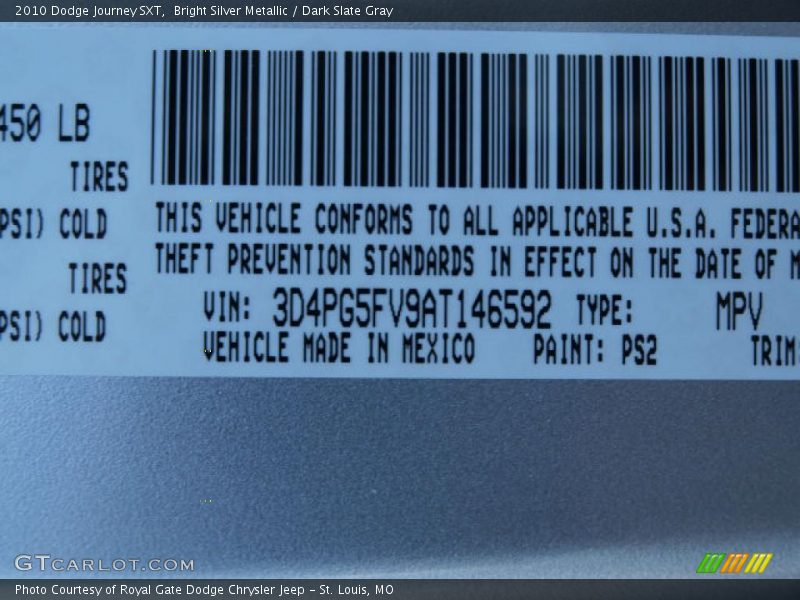 2010 Dodge Journey SXT,  Bright Silver Metallic / Dark Slate Gray
450 LB
TIRES
PSI) COLD
TIRES
PSI) COLD
THIS VEHICLE CONFORMS TO ALL APPLICABLE U.S.A. FEDERA
THEFT PREVENTION STANDARDS IN EFFECT ON THE DATE OF M
VIN: 3D4PG5FV9AT146592 TYPE: MPV
VEHICLE MADE IN MEXICO PAINT: PS2 TRIM:
GTCARLOT.COM
Photo Courtesy of Royal Gate Dodge Chrysler Jeep - St. Louis, MO